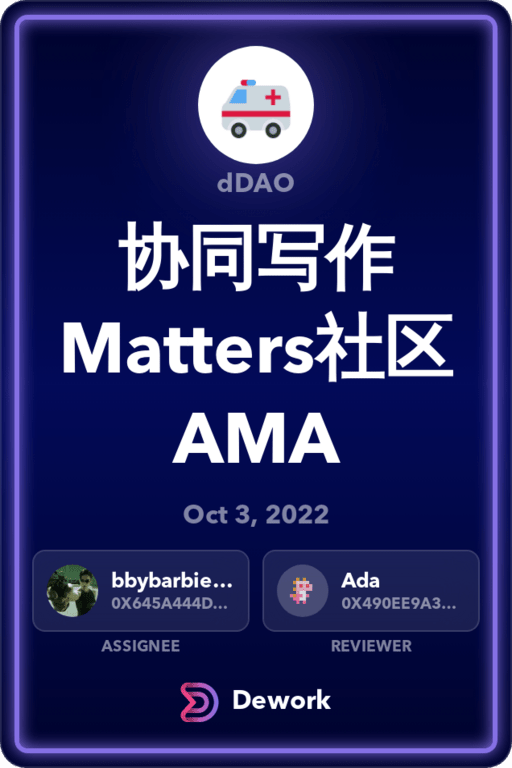 dDAO
协同写作
Matters社区
AMA
Oct 3, 2022
bbybarbie...
0X645A444D...
Ada
0X490EE9A3...
ASSIGNEE
REVIEWER
Dework